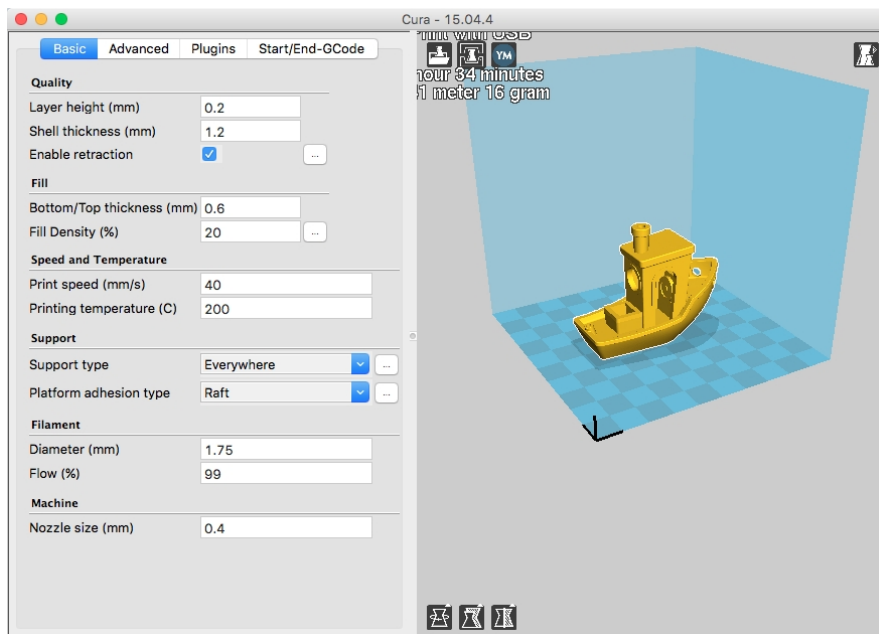 Cura - 15.04.4
Basic Advanced Plugins Start/End-GCode
Quality
Layer height (mm) 0.2
Shell thickness (mm) 1.2
Enable retraction ...
Fill
Bottom/Top thickness (mm) 0.6
Fill Density (%) 20 ...
Speed and Temperature
Print speed (mm/s) 40
Printing temperature (C) 200
Support
Support type Everywhere ...
Platform adhesion type Raft ...
Filament
Diameter (mm) 1.75
Flow (%) 99
Machine
Nozzle size (mm) 0.4
with USB
YM
34 minutes
meter 16 gram